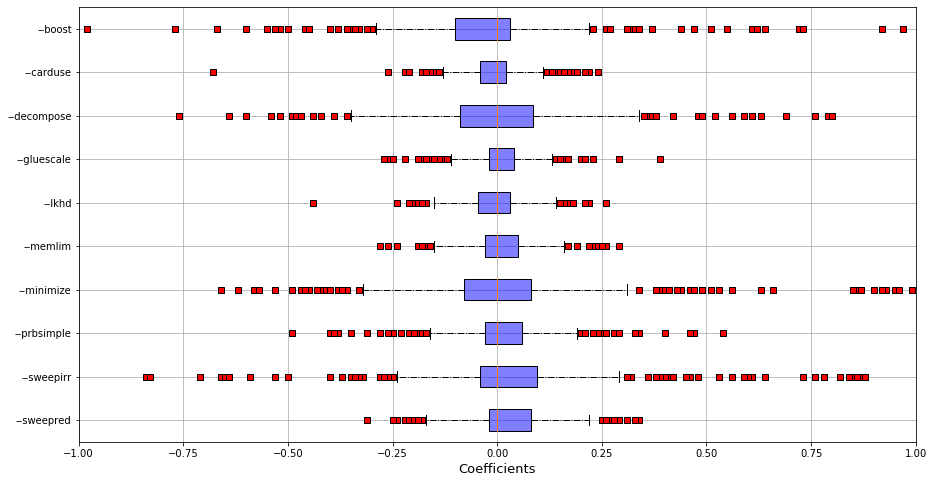 --boost
--carduse
--decompose
--gluescale
--lkhd
--memlim
--minimize
--prbsimple
--sweepirr
--sweepred
−1.00 −0.75 −0.50 −0.25 0.00 0.25 0.50 0.75 1.00
Coefficients